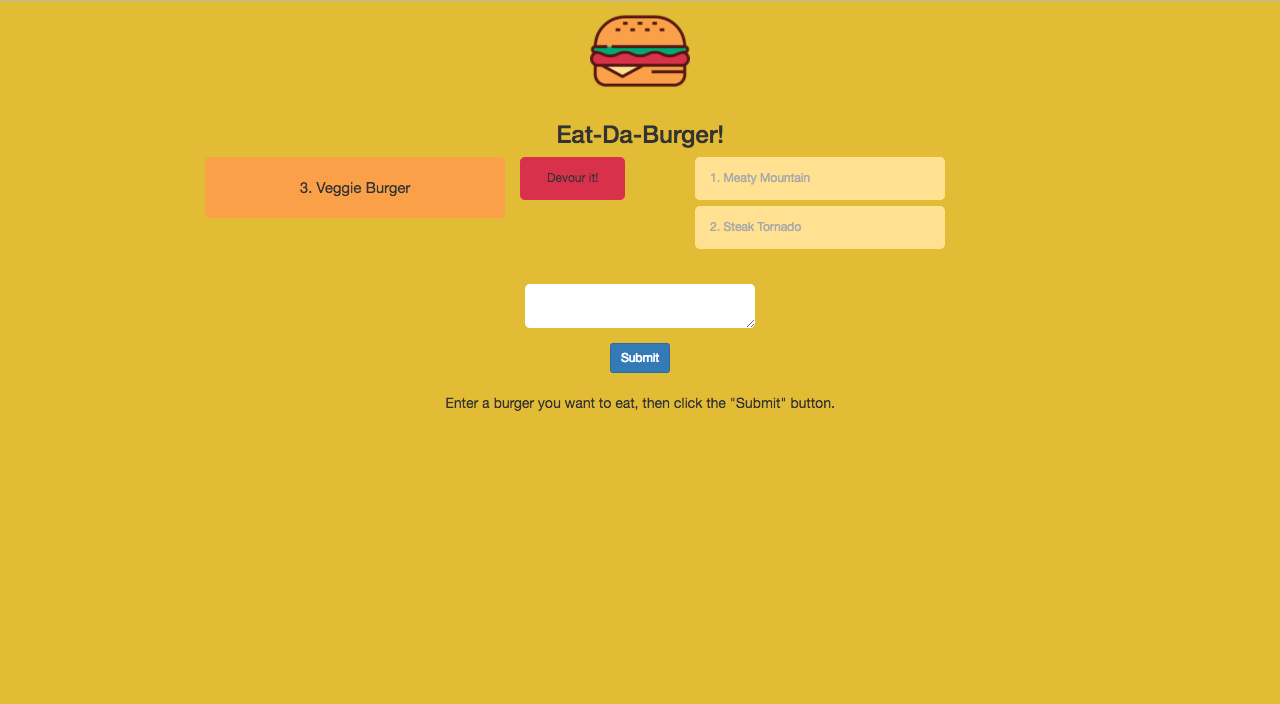 Eat-Da-Burger!
3. Veggie Burger
Devour it!
1. Meaty Mountain
2. Steak Tornado
Submit
Enter a burger you want to eat, then click the "Submit" button.